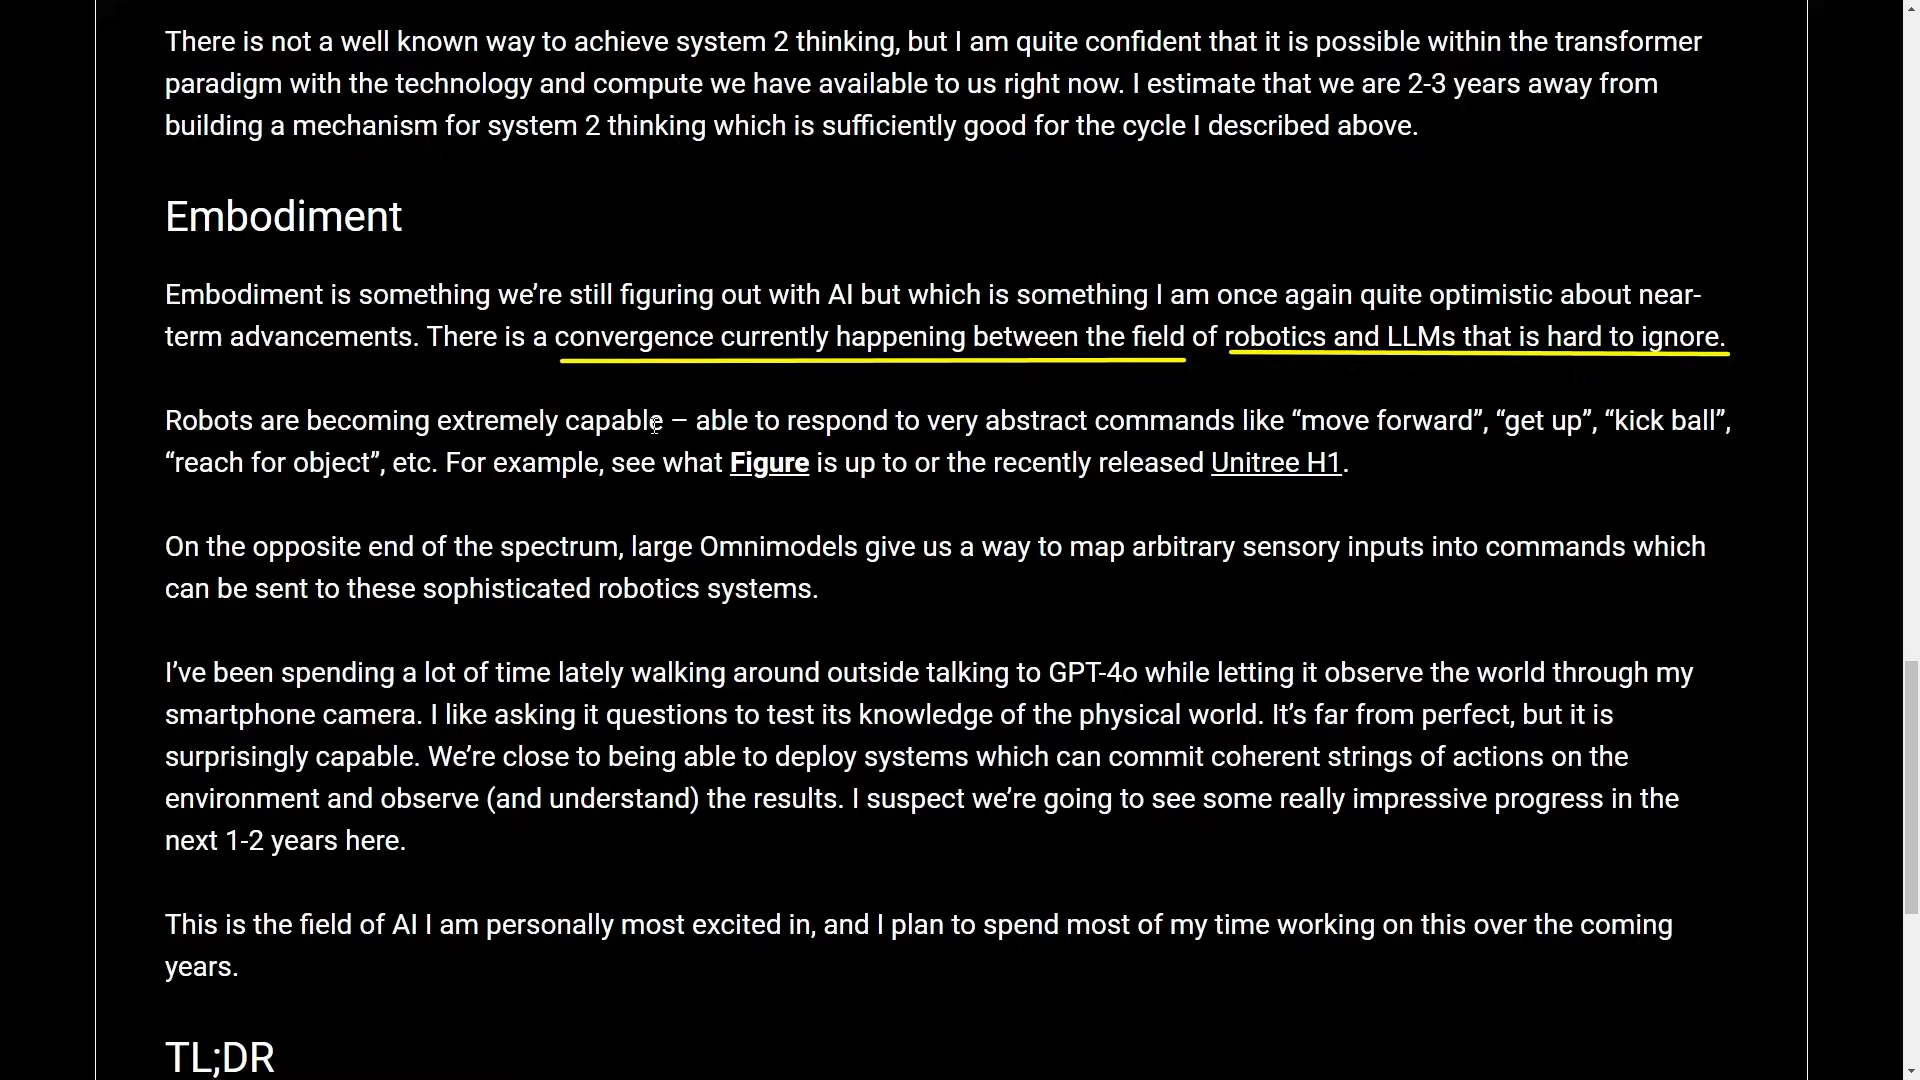 There is not a well known way to achieve system 2 thinking, but I am quite confident that it is possible within the transformer
paradigm with the technology and compute we have available to us right now. I estimate that we are 2-3 years away from
building a mechanism for system 2 thinking which is sufficiently good for the cycle I described above.
Embodiment
Embodiment is something we’re still figuring out with AI but which is something I am once again quite optimistic about near-
term advancements. There is a convergence currently happening between the field of robotics and LLMs that is hard to ignore.
Robots are becoming extremely capable – able to respond to very abstract commands like “move forward”, “get up”, “kick ball”,
“reach for object”, etc. For example, see what Figure is up to or the recently released Unitree H1.
On the opposite end of the spectrum, large Omnimodels give us a way to map arbitrary sensory inputs into commands which
can be sent to these sophisticated robotics systems.
I’ve been spending a lot of time lately walking around outside talking to GPT-4o while letting it observe the world through my
smartphone camera. I like asking it questions to test its knowledge of the physical world. It’s far from perfect, but it is
surprisingly capable. We’re close to being able to deploy systems which can commit coherent strings of actions on the
environment and observe (and understand) the results. I suspect we’re going to see some really impressive progress in the
next 1-2 years here.
This is the field of AI I am personally most excited in, and I plan to spend most of my time working on this over the coming
years.
TL;DR